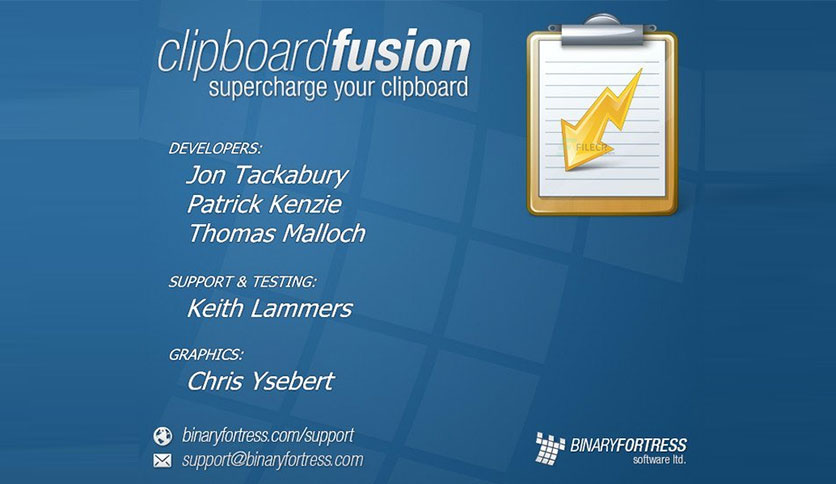 clipboardfusion
supercharge your clipboard
FILECR
DEVELOPERS:
Jon Tackabury
Patrick Kenzie
Thomas Malloch
SUPPORT & TESTING:
Keith Lammers
GRAPHICS:
Chris Ysebert
binaryfortress.com/support
support@binaryfortress.com
BINARYFORTRESS
software ltd.